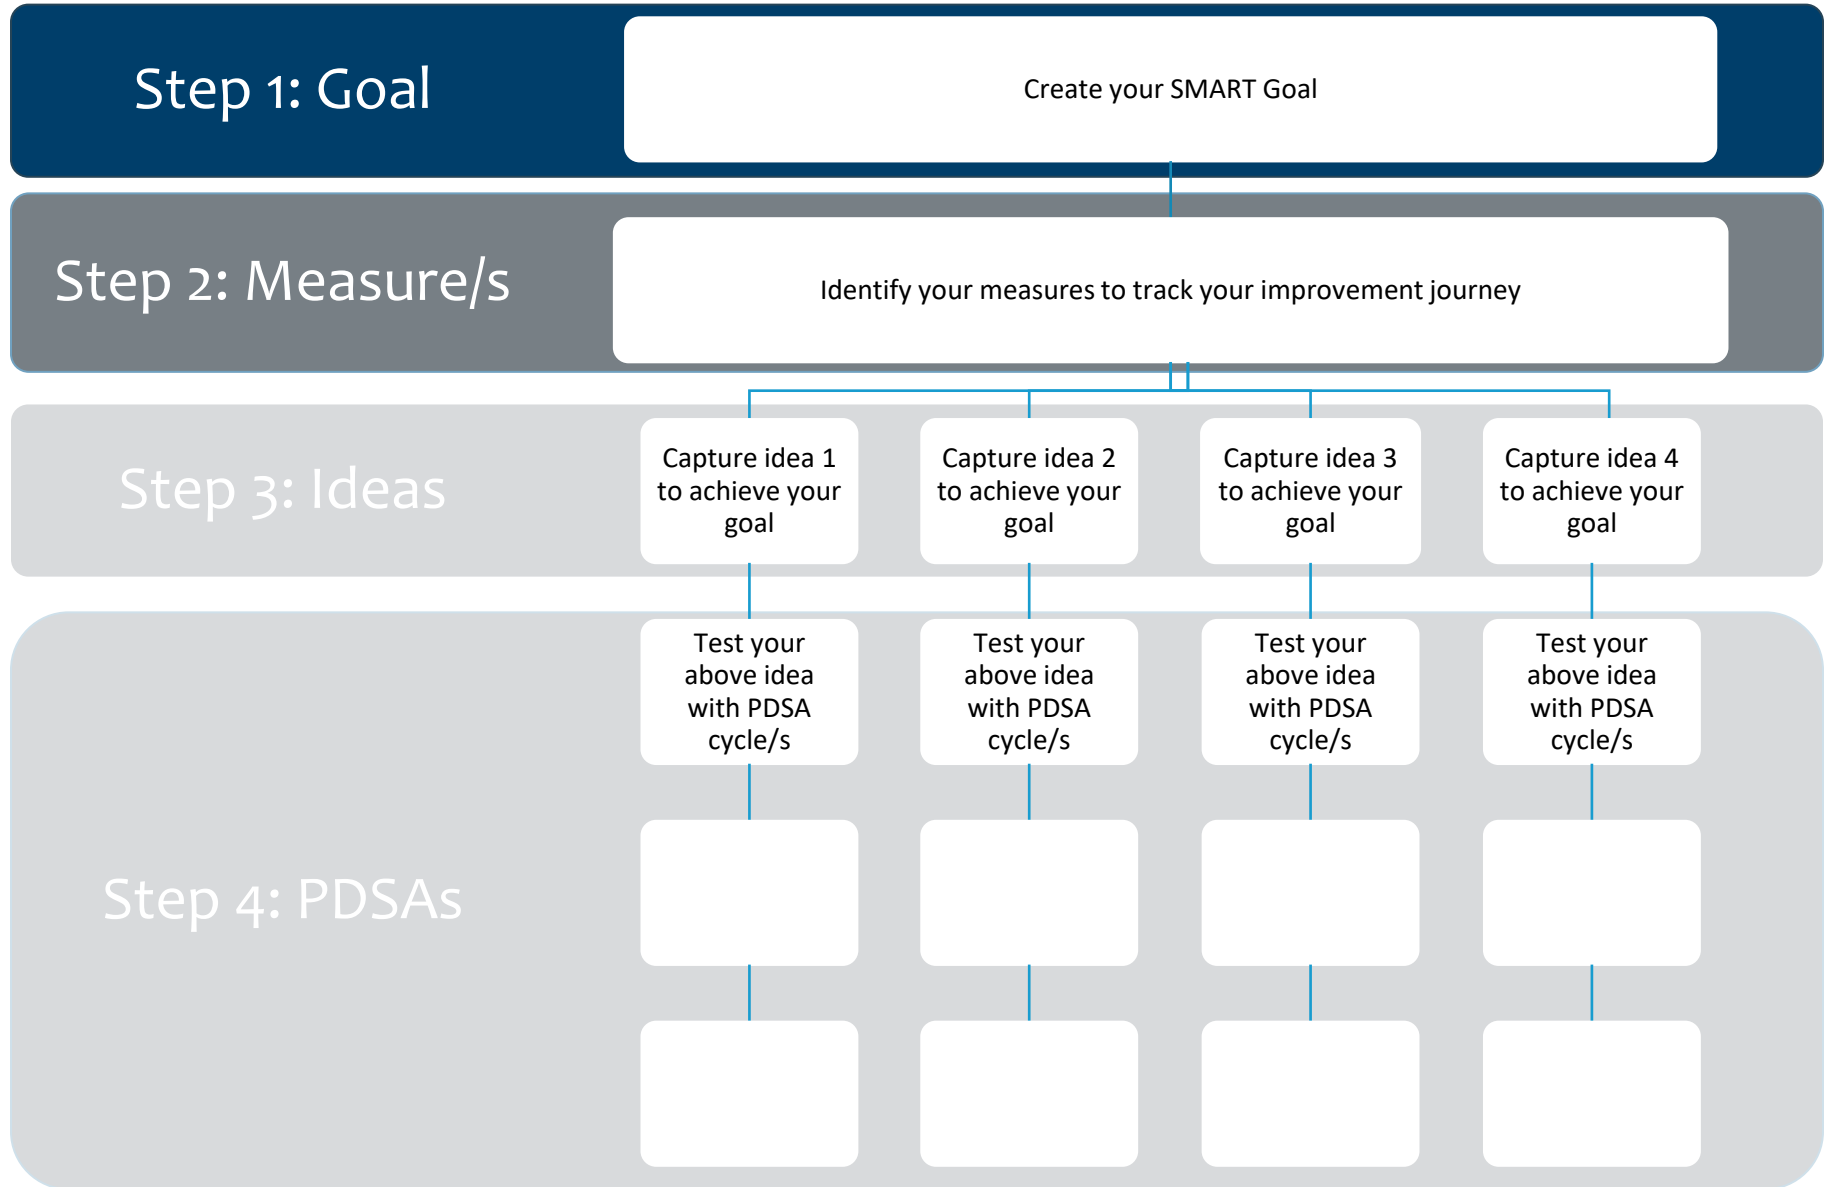 Step 1: Goal
Create your SMART Goal
Step 2: Measure/s
Identify your measures to track your improvement journey
Step 3: Ideas
Capture idea 1
to achieve your
goal
Capture idea 2
to achieve your
goal
Capture idea 3
to achieve your
goal
Capture idea 4
to achieve your
goal
Step 4: PDSAs
Test your
above idea
with PDSA
cycle/s
Test your
above idea
with PDSA
cycle/s
Test your
above idea
with PDSA
cycle/s
Test your
above idea
with PDSA
cycle/s